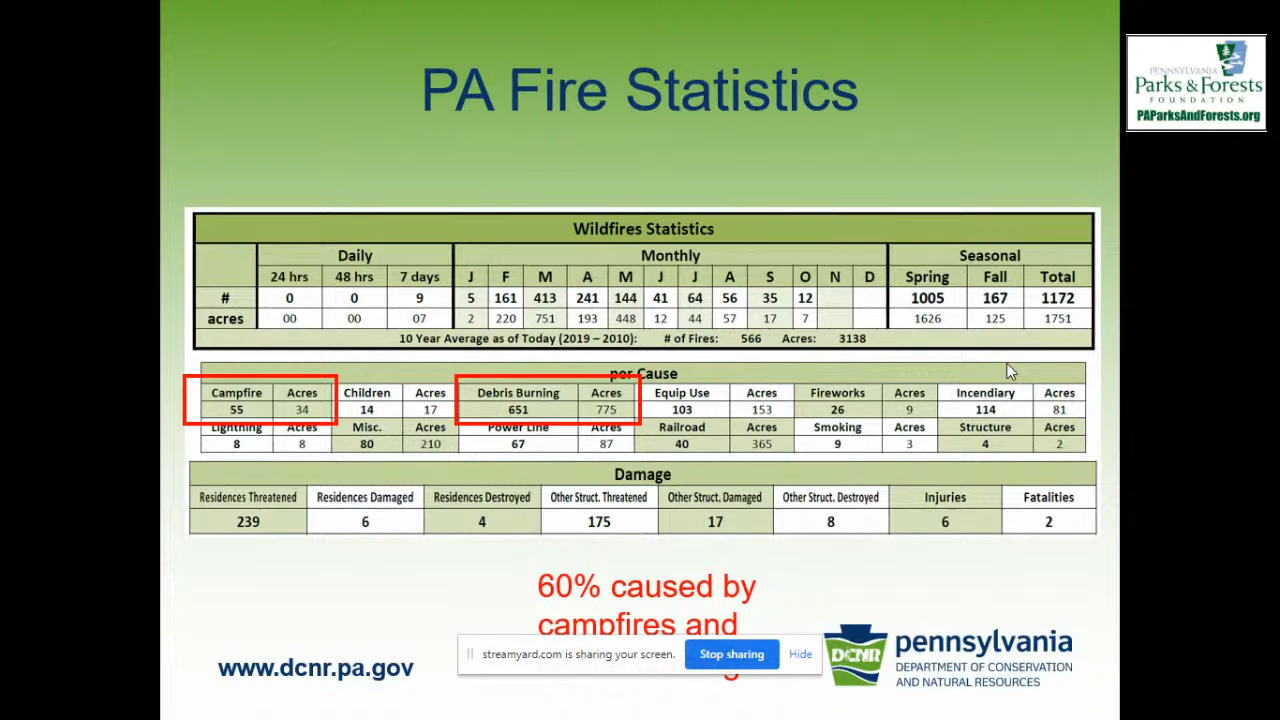 PA Fire Statistics
PENNSYLVANIA
Parks & Forests
FOUNDATION
PAParksAndForests.org
Wildfires Statistics
Daily Monthly Seasonal
24 hrs 48 hrs 7 days J F M A M J J A S O N D Spring Fall Total
# 0 0 9 5 161 413 241 144 41 64 56 35 12 1005 167 1172
acres 00 00 07 2 220 751 193 448 12 44 57 17 7 1626 125 1751
10 Year Average as of Today (2019 – 2010): # of Fires: 566 Acres: 3138
per Cause
Campfire Acres Children Acres Debris Burning Acres Equip Use Acres Fireworks Acres Incendiary Acres
55 34 14 17 651 775 103 153 26 9 114 81
Lightning Acres Misc. Acres Power Line Acres Railroad Acres Smoking Acres Structure Acres
8 8 80 210 67 87 40 365 9 3 4 2
Damage
Residences Threatened Residences Damaged Residences Destroyed Other Struct. Threatened Other Struct. Damaged Other Struct. Destroyed Injuries Fatalities
239 6 4 175 17 8 6 2
60% caused by
campfires and
streamyard.com is sharing your screen. Stop sharing Hide
www.dcnr.pa.gov
DCNR
pennsylvania
DEPARTMENT OF CONSERVATION
AND NATURAL RESOURCES